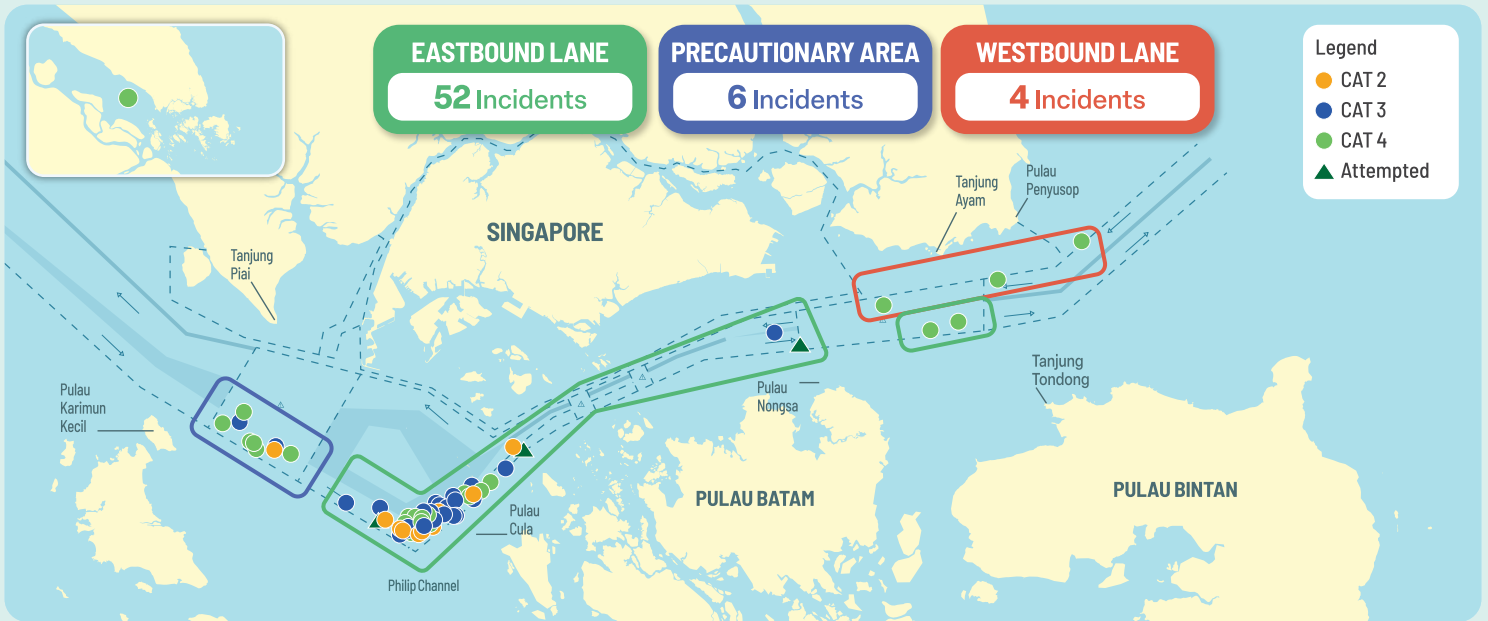 EASTBOUND LANE
52 Incidents
PRECAUTIONARY AREA
6 Incidents
WESTBOUND LANE
4 Incidents
Legend
CAT 2
CAT 3
CAT 4
Attempted
Tanjung
Ayam
Pulau
Penyusop
SINGAPORE
Tanjung
Piai
Pulau
Karimun
Kecil
Pulau
Nongsa
Tanjung
Tondong
PULAU BATAM
PULAU BINTAN
Pulau
Cula
Philip Channel